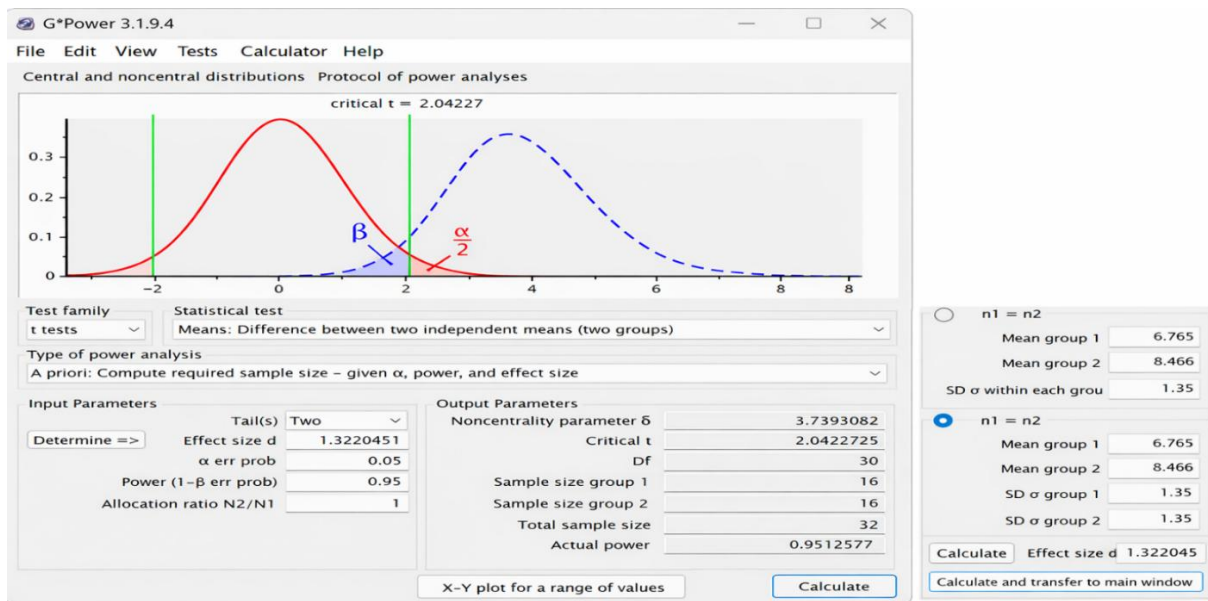 G*Power 3.1.9.4
File Edit View Tests Calculator Help
Central and noncentral distributions Protocol of power analyses
critical t = 2.04227
0.3
0.2
0.1
0
β
α
2
-2 0 2 4 6 8 8
Test family
t tests
Statistical test
Means: Difference between two independent means (two groups)
Type of power analysis
A priori: Compute required sample size – given α, power, and effect size
Input Parameters
Tail(s) Two
Determine => Effect size d 1.3220451
α err prob 0.05
Power (1-β err prob) 0.95
Allocation ratio N2/N1 1
Output Parameters
Noncentrality parameter δ 3.7393082
Critical t 2.0422725
Df 30
Sample size group 1 16
Sample size group 2 16
Total sample size 32
Actual power 0.9512577
X-Y plot for a range of values Calculate
n1 = n2
Mean group 1 6.765
Mean group 2 8.466
SD σ within each grou 1.35
n1 = n2
Mean group 1 6.765
Mean group 2 8.466
SD σ group 1 1.35
SD σ group 2 1.35
Calculate Effect size d 1.322045
Calculate and transfer to main window